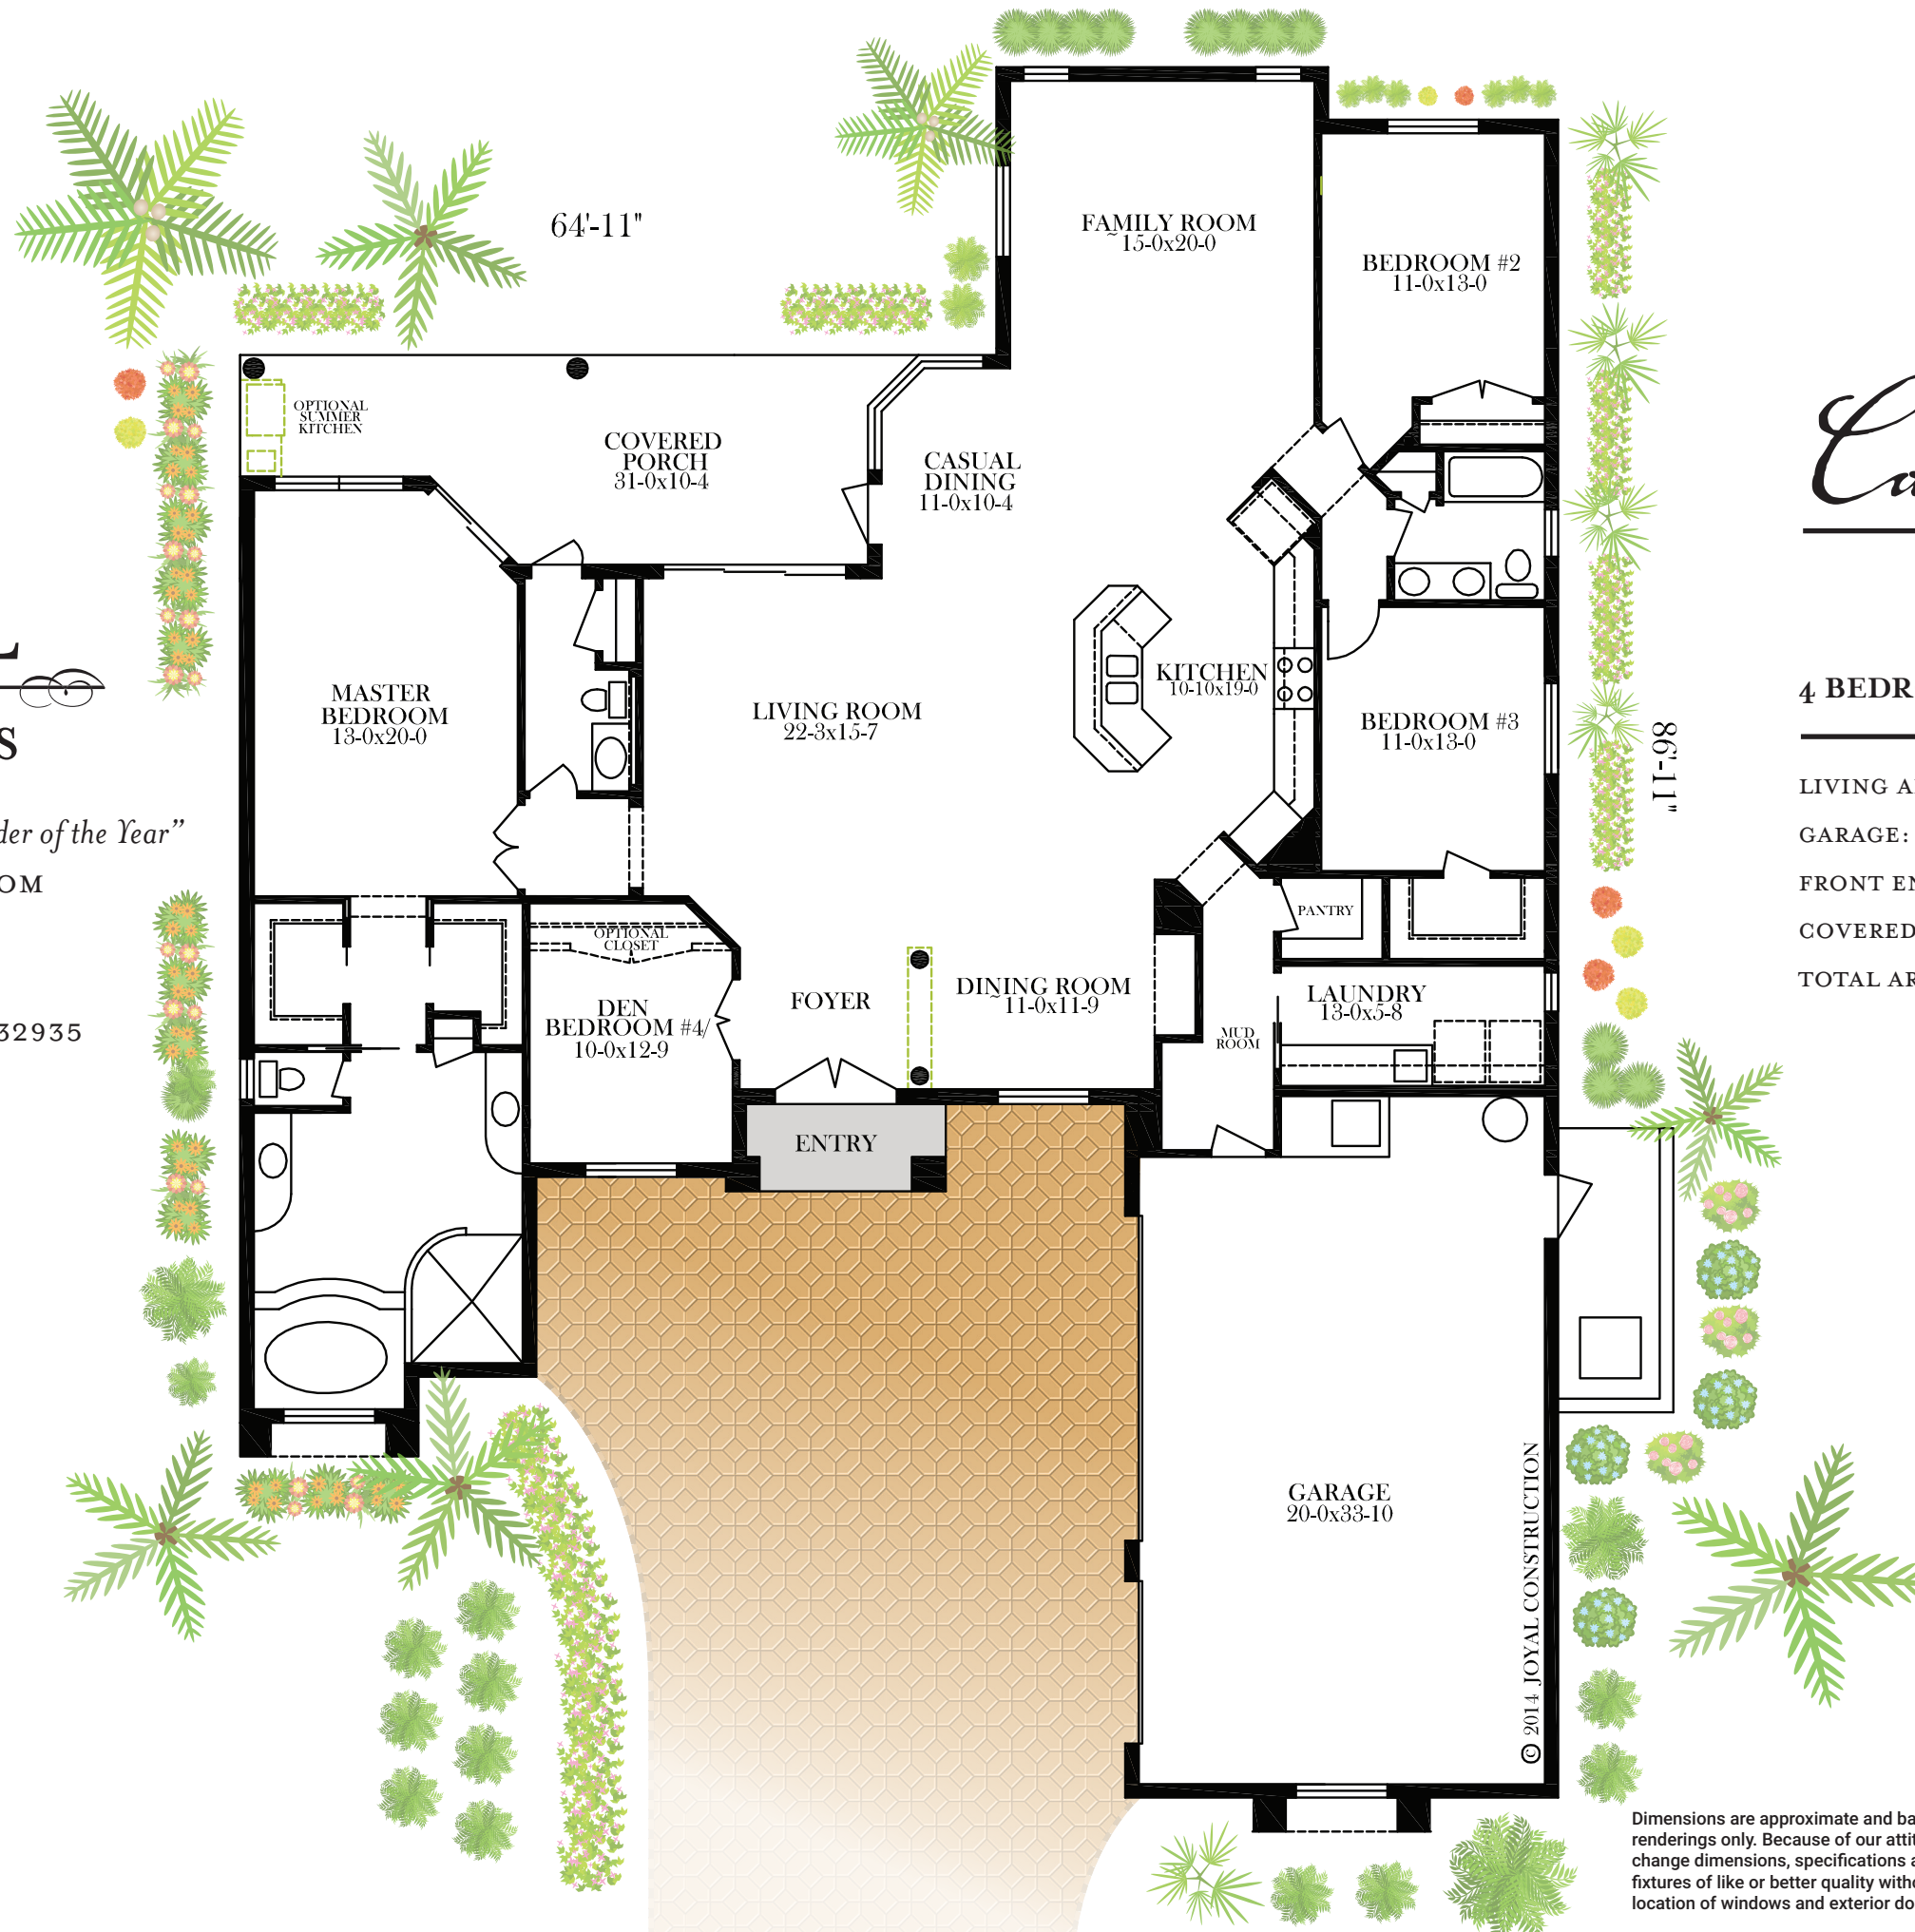 64'-11"
FAMILY ROOM
~15-0x20-0
BEDROOM #2
11-0x13-0
OPTIONAL
SUMMER
KITCHEN
COVERED
PORCH
31-0x10-4
CASUAL
DINING
11-0x10-4
MASTER
BEDROOM
13-0x20-0
LIVING ROOM
22-3x15-7
KITCHEN
10-10x19-0
BEDROOM #3
11-0x13-0
86'-11"
PANTRY
OPTIONAL
CLOSET
DEN
BEDROOM #4/
10-0x12-9
FOYER
DINING ROOM
~11-0x11-9
MUD
ROOM
LAUNDRY
13-0x5-8
ENTRY
GARAGE
20-0x33-10
© 2014 JOYAL CONSTRUCTION
L
S
der of the Year”
OM
32935
Ca
4 BEDR
LIVING A
GARAGE:
FRONT EN
COVERED
TOTAL AR
Dimensions are approximate and ba
renderings only. Because of our attit
change dimensions, specifications a
fixtures of like or better quality witho
location of windows and exterior do